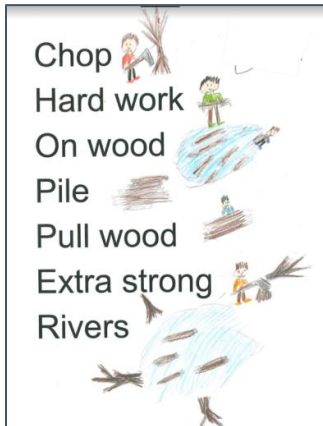 Chop
Hard work
On wood
Pile
Pull wood
Extra strong
Rivers